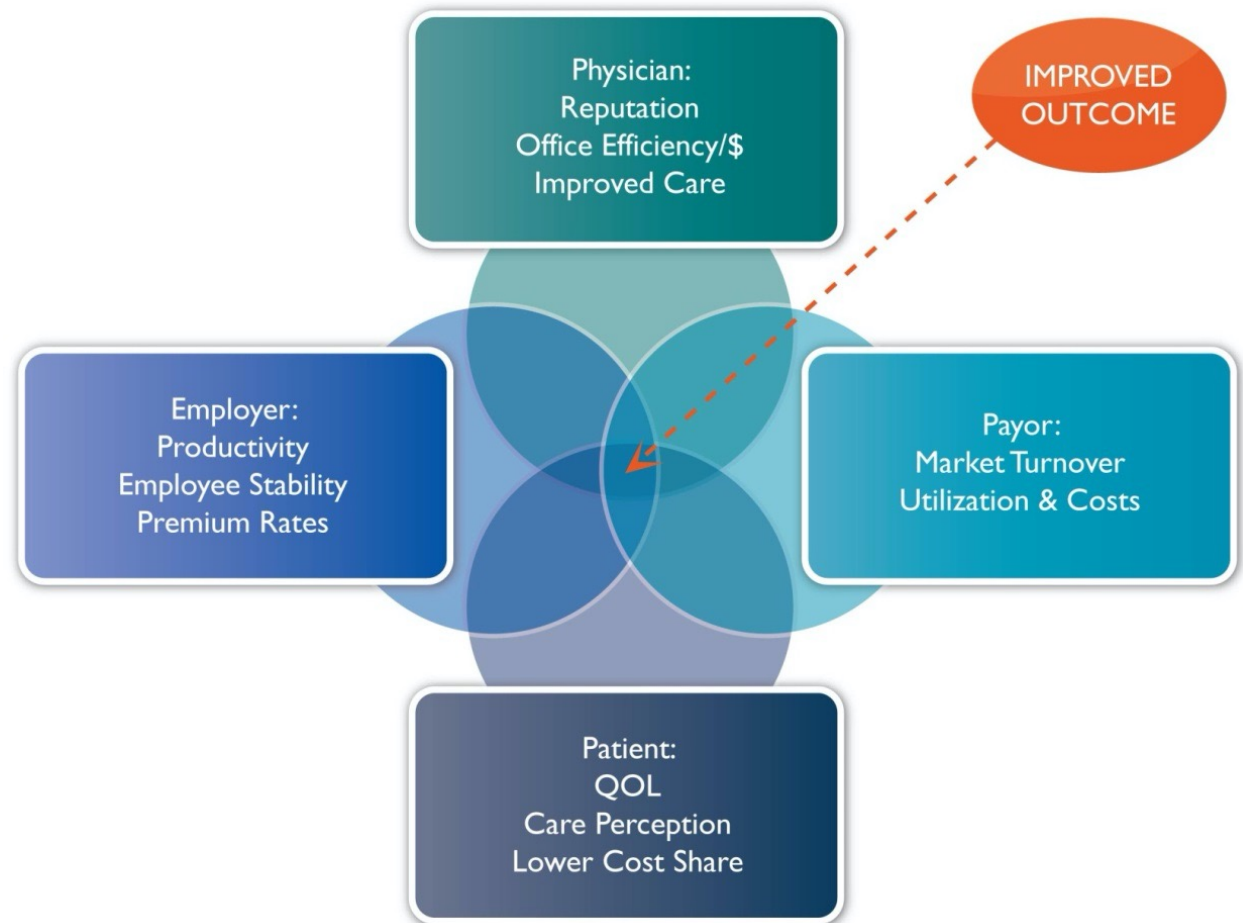 Physician:
Reputation
Office Efficiency/$
Improved Care
IMPROVED
OUTCOME
Employer:
Productivity
Employee Stability
Premium Rates
Payor:
Market Turnover
Utilization & Costs
Patient:
QOL
Care Perception
Lower Cost Share